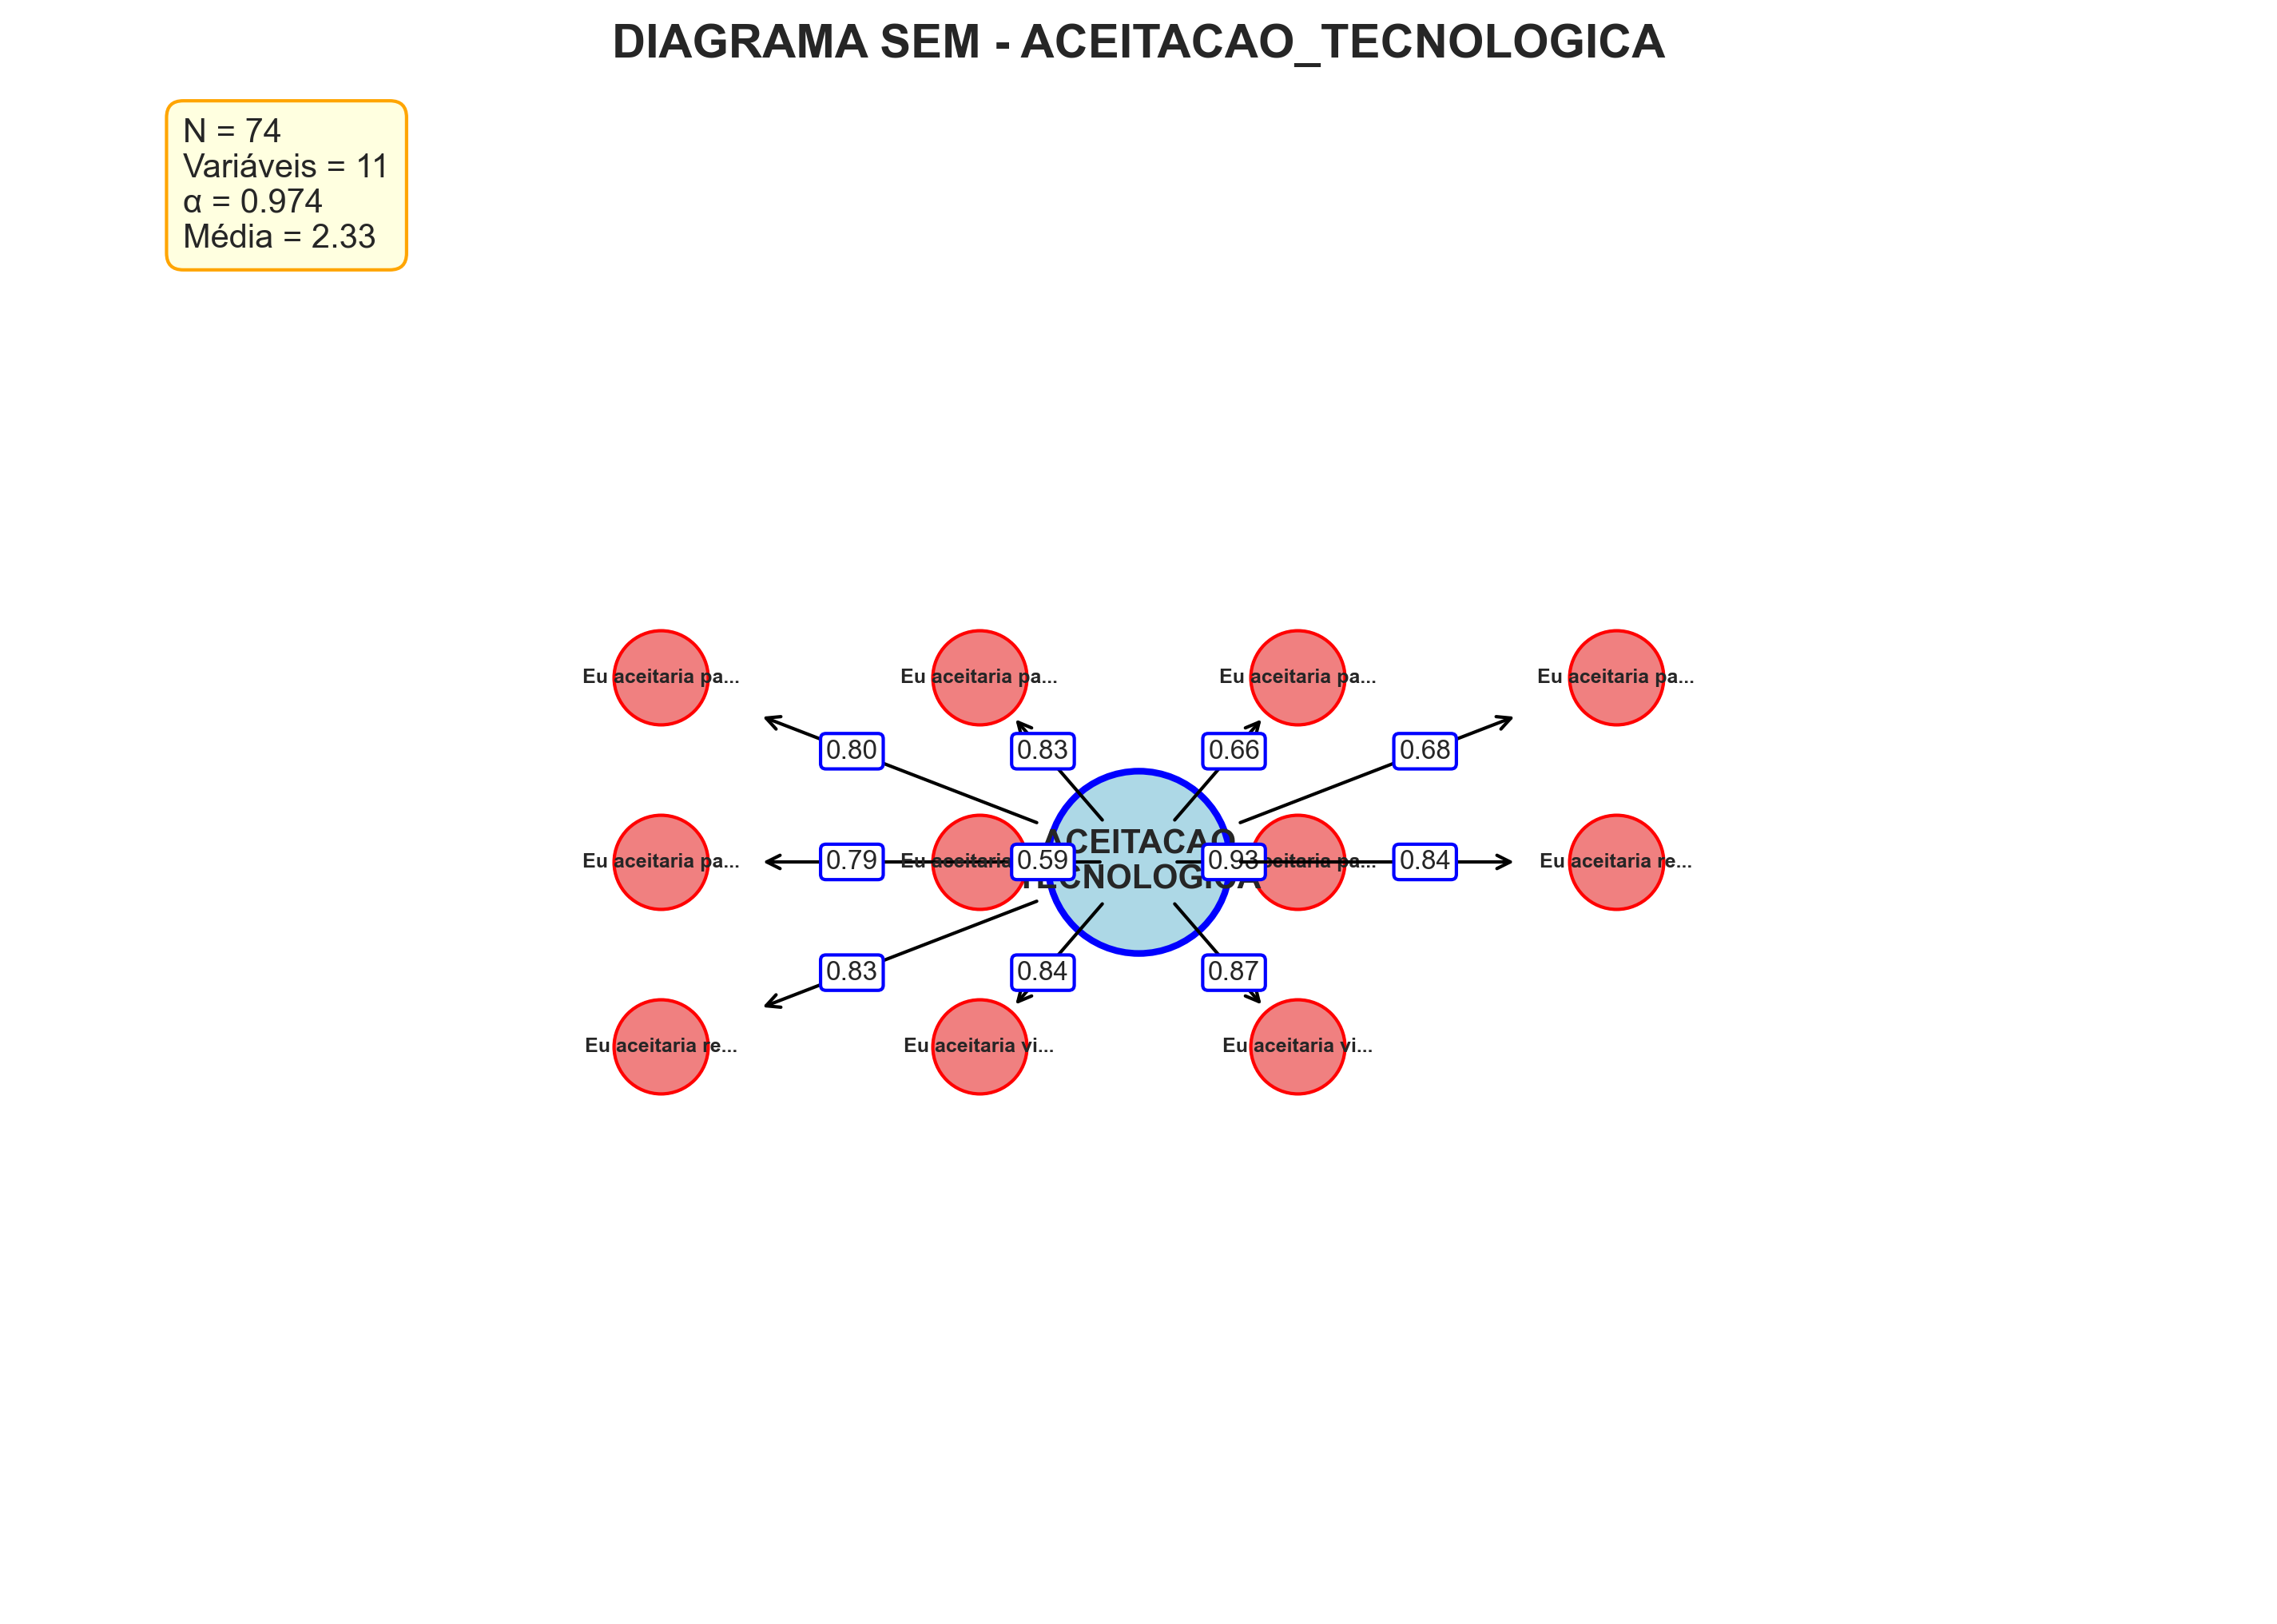 DIAGRAMA SEM - ACEITACAO_TECNOLOGICA
N = 74
Variáveis = 11
α = 0.974
Média = 2.33
Eu aceitaria pa...
Eu aceitaria pa...
Eu aceitaria pa...
Eu aceitaria pa...
0.80
0.83
0.66
0.68
ACEITACAO
TECNOLOGICA
Eu aceitaria pa...
0.79
Eu aceitaria
0.59
0.93
pa...
0.84
Eu aceitaria re...
0.83
0.84
0.87
Eu aceitaria re...
Eu aceitaria vi...
Eu aceitaria vi...